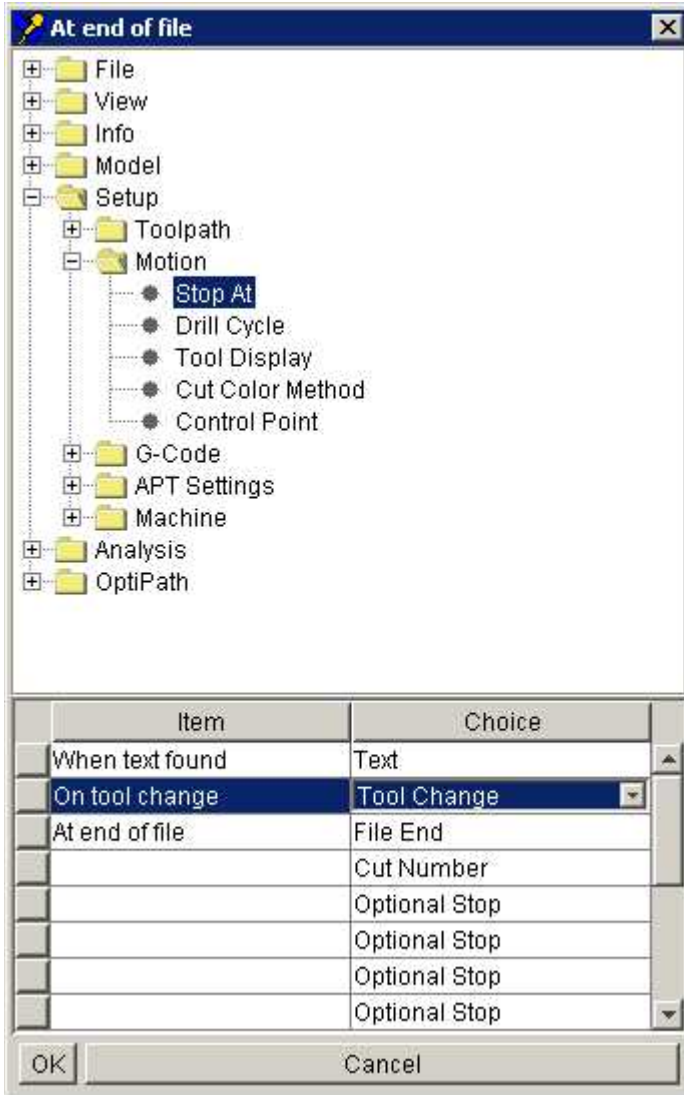 At end of file
File
View
Info
Model
Setup
Toolpath
Motion
Stop At
Drill Cycle
Tool Display
Cut Color Method
Control Point
G-Code
APT Settings
Machine
Analysis
OptiPath
Item Choice
When text found Text
On tool change Tool Change
At end of file File End
Cut Number
Optional Stop
Optional Stop
Optional Stop
Optional Stop
OK Cancel